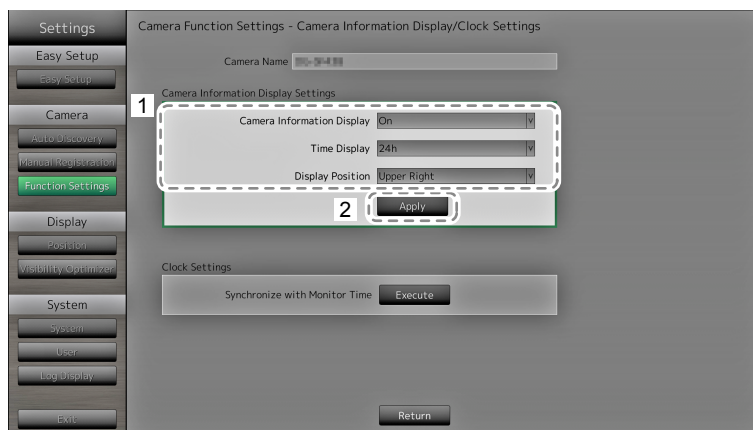 Settings
Camera Function Settings - Camera Information Display/Clock Settings
Easy Setup
Easy Setup
Camera
Auto Discovery
Manual Registration
Function Settings
Display
Position
Visibility Optimizer
System
System
User
Log Display
Exit
Camera Name
Camera Information Display Settings
1
Camera Information Display On
Time Display 24h
Display Position Upper Right
2 Apply
Clock Settings
Synchronize with Monitor Time Execute
Return